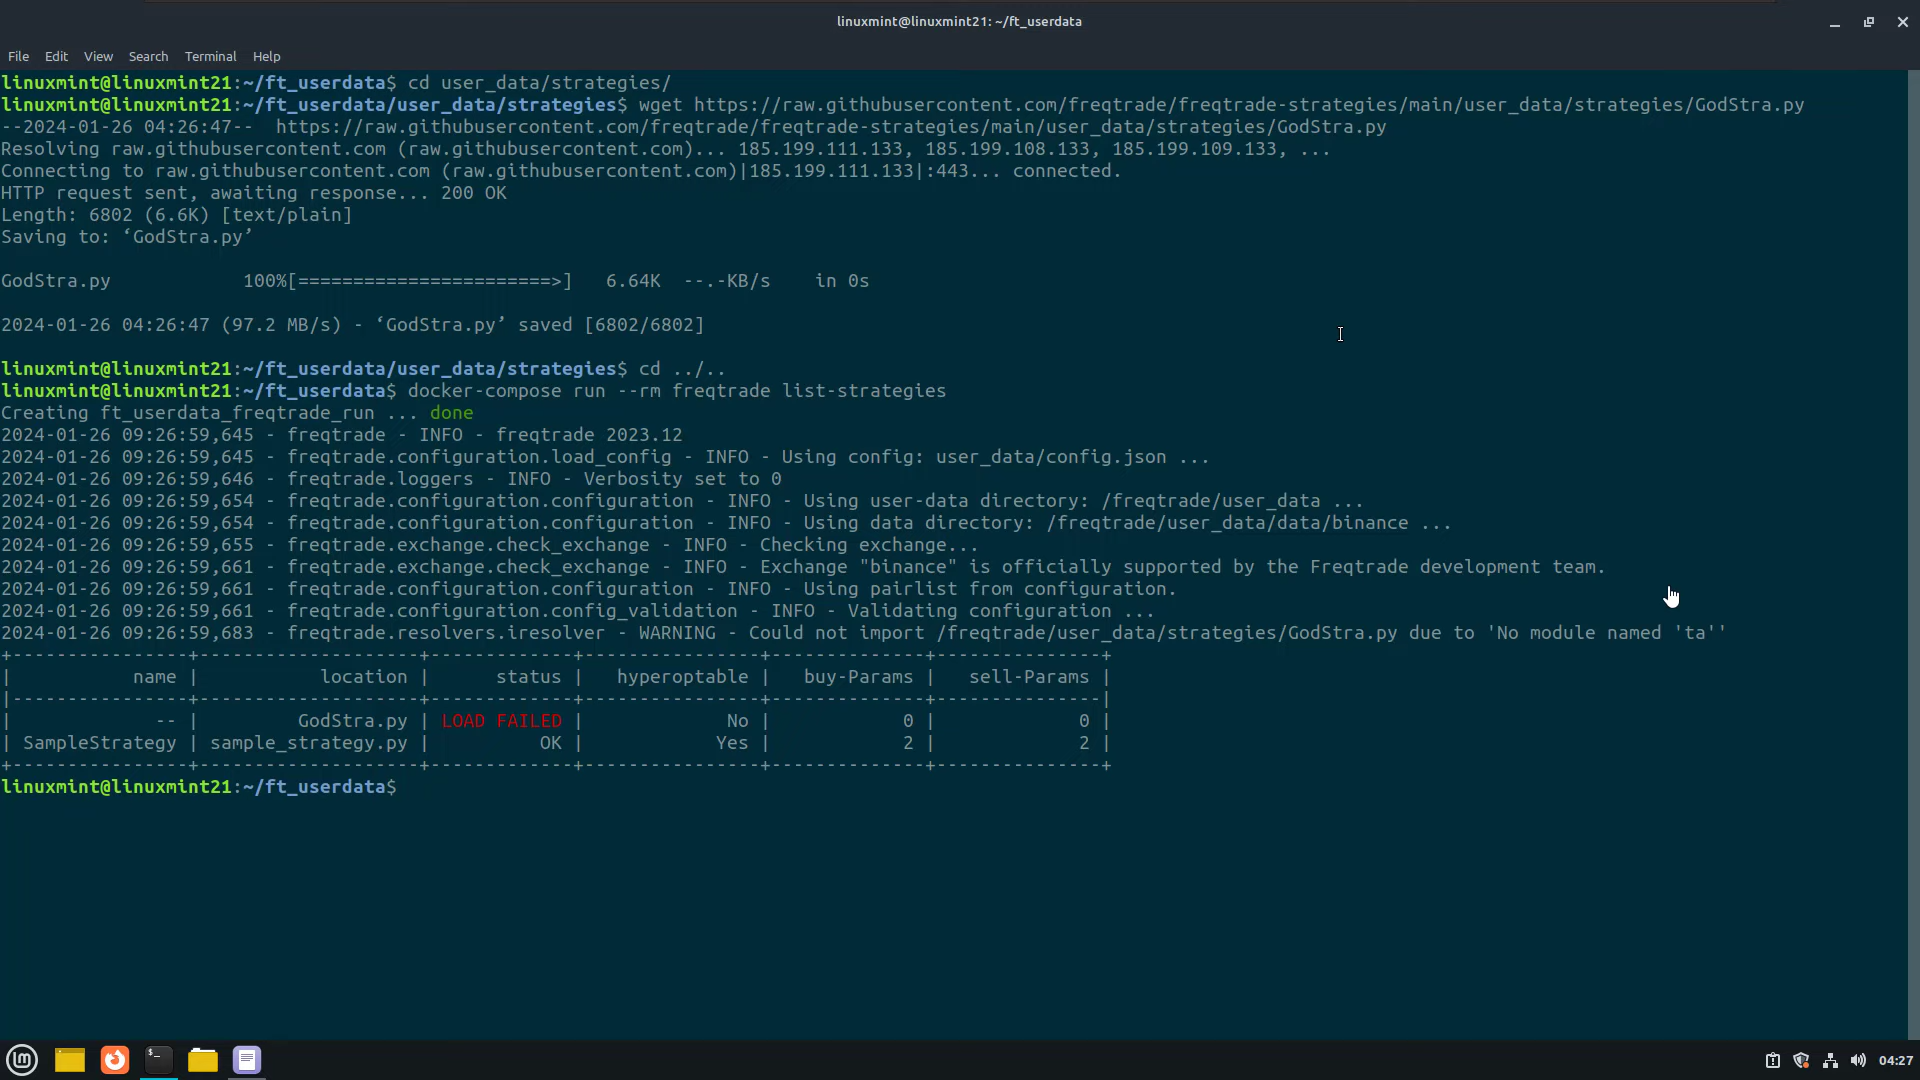 linuxmint@linuxmint21: ~/ft_userdata
File Edit View Search Terminal Help
linuxmint@linuxmint21:~/ft_userdata$ cd user_data/strategies/
linuxmint@linuxmint21:~/ft_userdata/user_data/strategies$ wget https://raw.githubusercontent.com/freqtrade/freqtrade-strategies/main/user_data/strategies/GodStra.py
--2024-01-26 04:26:47--  https://raw.githubusercontent.com/freqtrade/freqtrade-strategies/main/user_data/strategies/GodStra.py
Resolving raw.githubusercontent.com (raw.githubusercontent.com)... 185.199.111.133, 185.199.108.133, 185.199.109.133, ...
Connecting to raw.githubusercontent.com (raw.githubusercontent.com)|185.199.111.133|:443... connected.
HTTP request sent, awaiting response... 200 OK
Length: 6802 (6.6K) [text/plain]
Saving to: ‘GodStra.py’
GodStra.py            100%[=======================>]   6.64K  --.-KB/s    in 0s
2024-01-26 04:26:47 (97.2 MB/s) - ‘GodStra.py’ saved [6802/6802]
linuxmint@linuxmint21:~/ft_userdata/user_data/strategies$ cd ../..
linuxmint@linuxmint21:~/ft_userdata$ docker-compose run --rm freqtrade list-strategies
Creating ft_userdata_freqtrade_run ... done
2024-01-26 09:26:59,645 - freqtrade - INFO - freqtrade 2023.12
2024-01-26 09:26:59,645 - freqtrade.configuration.load_config - INFO - Using config: user_data/config.json ...
2024-01-26 09:26:59,646 - freqtrade.loggers - INFO - Verbosity set to 0
2024-01-26 09:26:59,654 - freqtrade.configuration.configuration - INFO - Using user-data directory: /freqtrade/user_data ...
2024-01-26 09:26:59,654 - freqtrade.configuration.configuration - INFO - Using data directory: /freqtrade/user_data/data/binance ...
2024-01-26 09:26:59,655 - freqtrade.exchange.check_exchange - INFO - Checking exchange...
2024-01-26 09:26:59,661 - freqtrade.exchange.check_exchange - INFO - Exchange "binance" is officially supported by the Freqtrade development team.
2024-01-26 09:26:59,661 - freqtrade.configuration.configuration - INFO - Using pairlist from configuration.
2024-01-26 09:26:59,661 - freqtrade.configuration.config_validation - INFO - Validating configuration ...
2024-01-26 09:26:59,683 - freqtrade.resolvers.iresolver - WARNING - Could not import /freqtrade/user_data/strategies/GodStra.py due to 'No module named 'ta''
+----------------+--------------------+-------------+----------------+--------------+---------------+
|           name |           location |      status |   hyperoptable |   buy-Params |   sell-Params |
|----------------+--------------------+-------------+----------------+--------------+---------------|
|             -- |         GodStra.py | LOAD FAILED |             No |            0 |             0 |
| SampleStrategy | sample_strategy.py |          OK |            Yes |            2 |             2 |
+----------------+--------------------+-------------+----------------+--------------+---------------+
linuxmint@linuxmint21:~/ft_userdata$
04:27